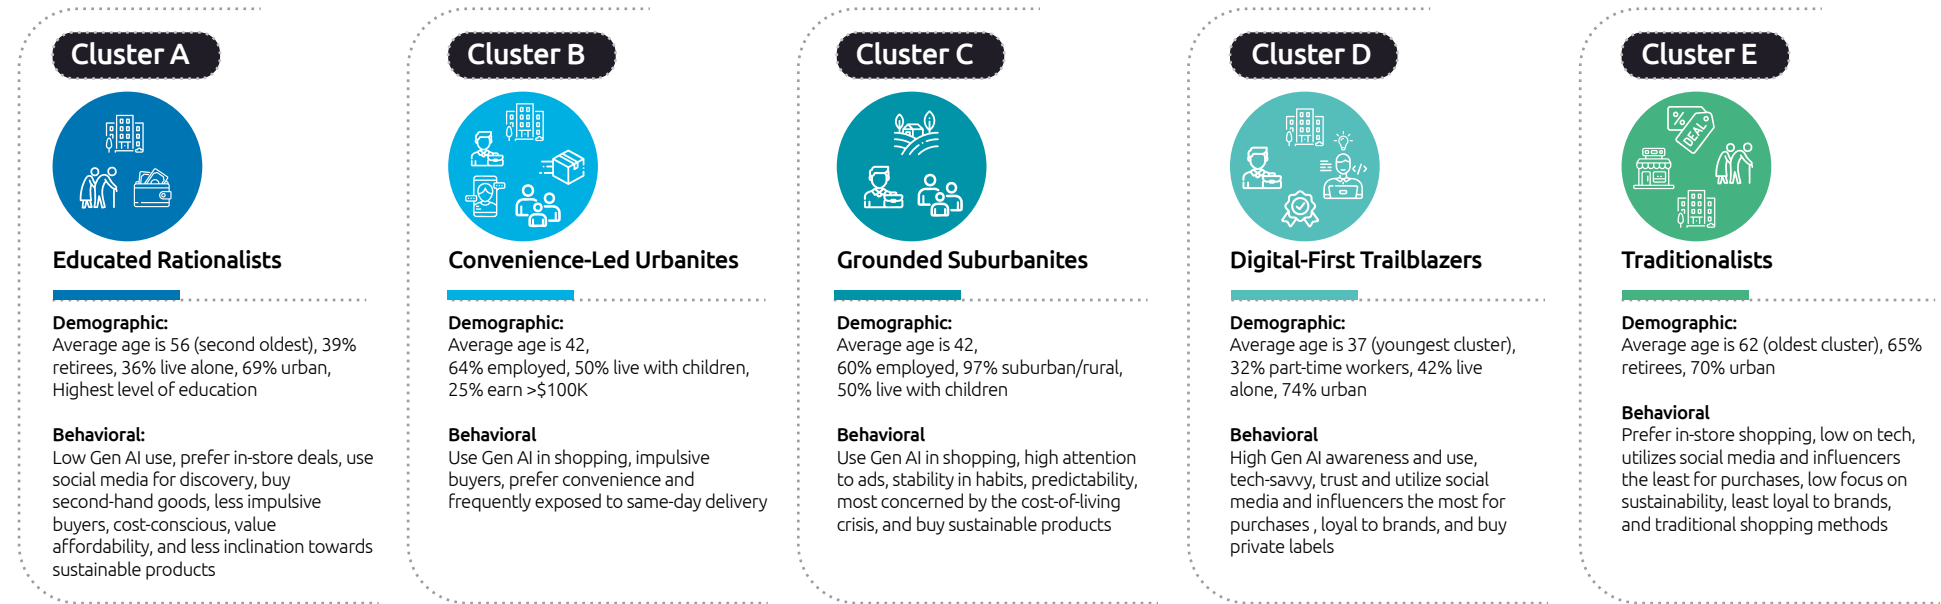 Cluster A
Educated Rationalists
Demographic:
Average age is 56 (second oldest), 39%
retirees, 36% live alone, 69% urban,
Highest level of education
Behavioral:
Low Gen AI use, prefer in-store deals, use
social media for discovery, buy
second-hand goods, less impulsive
buyers, cost-conscious, value
affordability, and less inclination towards
sustainable products
Cluster B
Convenience-Led Urbanites
Demographic:
Average age is 42,
64% employed, 50% live with children,
25% earn >$100K
Behavioral
Use Gen AI in shopping, impulsive
buyers, prefer convenience and
frequently exposed to same-day delivery
Cluster C
Grounded Suburbanites
Demographic:
Average age is 42,
60% employed, 97% suburban/rural,
50% live with children
Behavioral
Use Gen AI in shopping, high attention
to ads, stability in habits, predictability,
most concerned by the cost-of-living
crisis, and buy sustainable products
Cluster D
Digital-First Trailblazers
Demographic:
Average age is 37 (youngest cluster),
32% part-time workers, 42% live
alone, 74% urban
Behavioral
High Gen AI awareness and use,
tech-savvy, trust and utilize social
media and influencers the most for
purchases , loyal to brands, and buy
private labels
Cluster E
%
DEAL
Traditionalists
Demographic:
Average age is 62 (oldest cluster), 65%
retirees, 70% urban
Behavioral
Prefer in-store shopping, low on tech,
utilizes social media and influencers
the least for purchases, low focus on
sustainability, least loyal to brands,
and traditional shopping methods